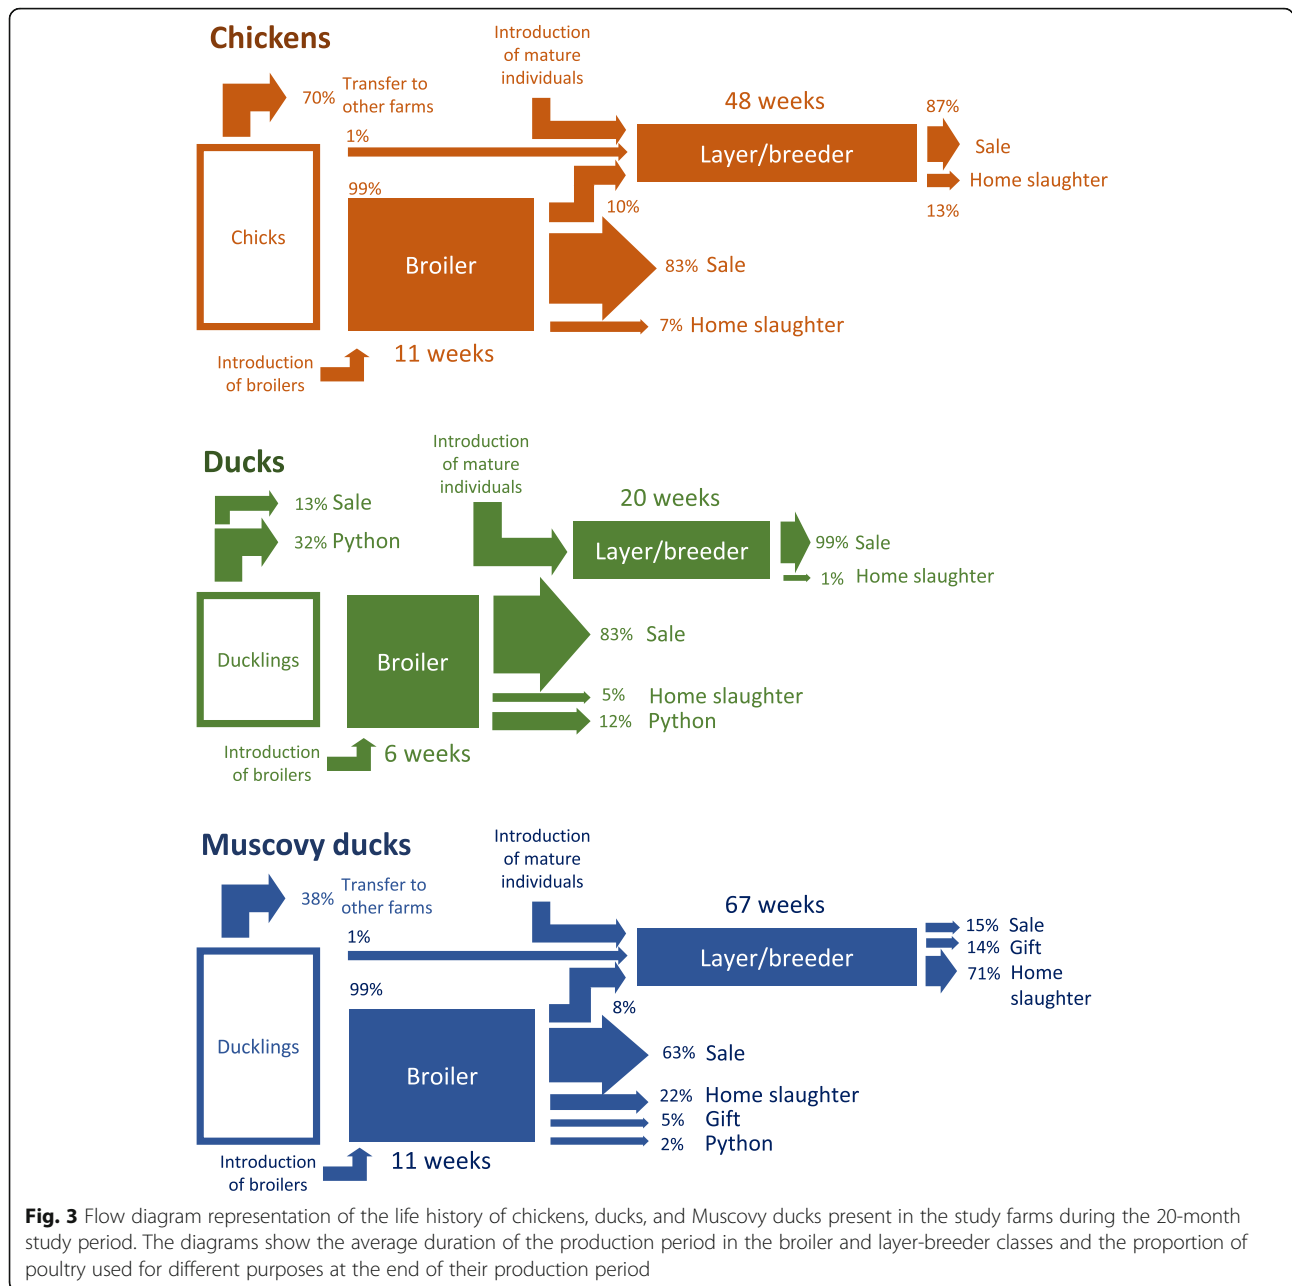 Chickens
Introduction
of mature
individuals
70% Transfer to
other farms
1%
48 weeks
87%
Layer/breeder
Sale
Home slaughter
13%
99%
10%
Chicks
Broiler
83% Sale
7% Home slaughter
11 weeks
Introduction
of broilers
Ducks
Introduction
of mature
individuals
13% Sale
32% Python
20 weeks
Layer/breeder
99% Sale
1% Home slaughter
Ducklings
Broiler
83% Sale
5% Home slaughter
12% Python
Introduction
of broilers
6 weeks
Muscovy ducks
Introduction
of mature
individuals
38% Transfer to
other farms
1%
67 weeks
Layer/breeder
15% Sale
14% Gift
71% Home
slaughter
99%
8%
Ducklings
Broiler
63% Sale
22% Home slaughter
5% Gift
2% Python
11 weeks
Introduction
of broilers
Fig. 3 Flow diagram representation of the life history of chickens, ducks, and Muscovy ducks present in the study farms during the 20-month
study period. The diagrams show the average duration of the production period in the broiler and layer-breeder classes and the proportion of
poultry used for different purposes at the end of their production period